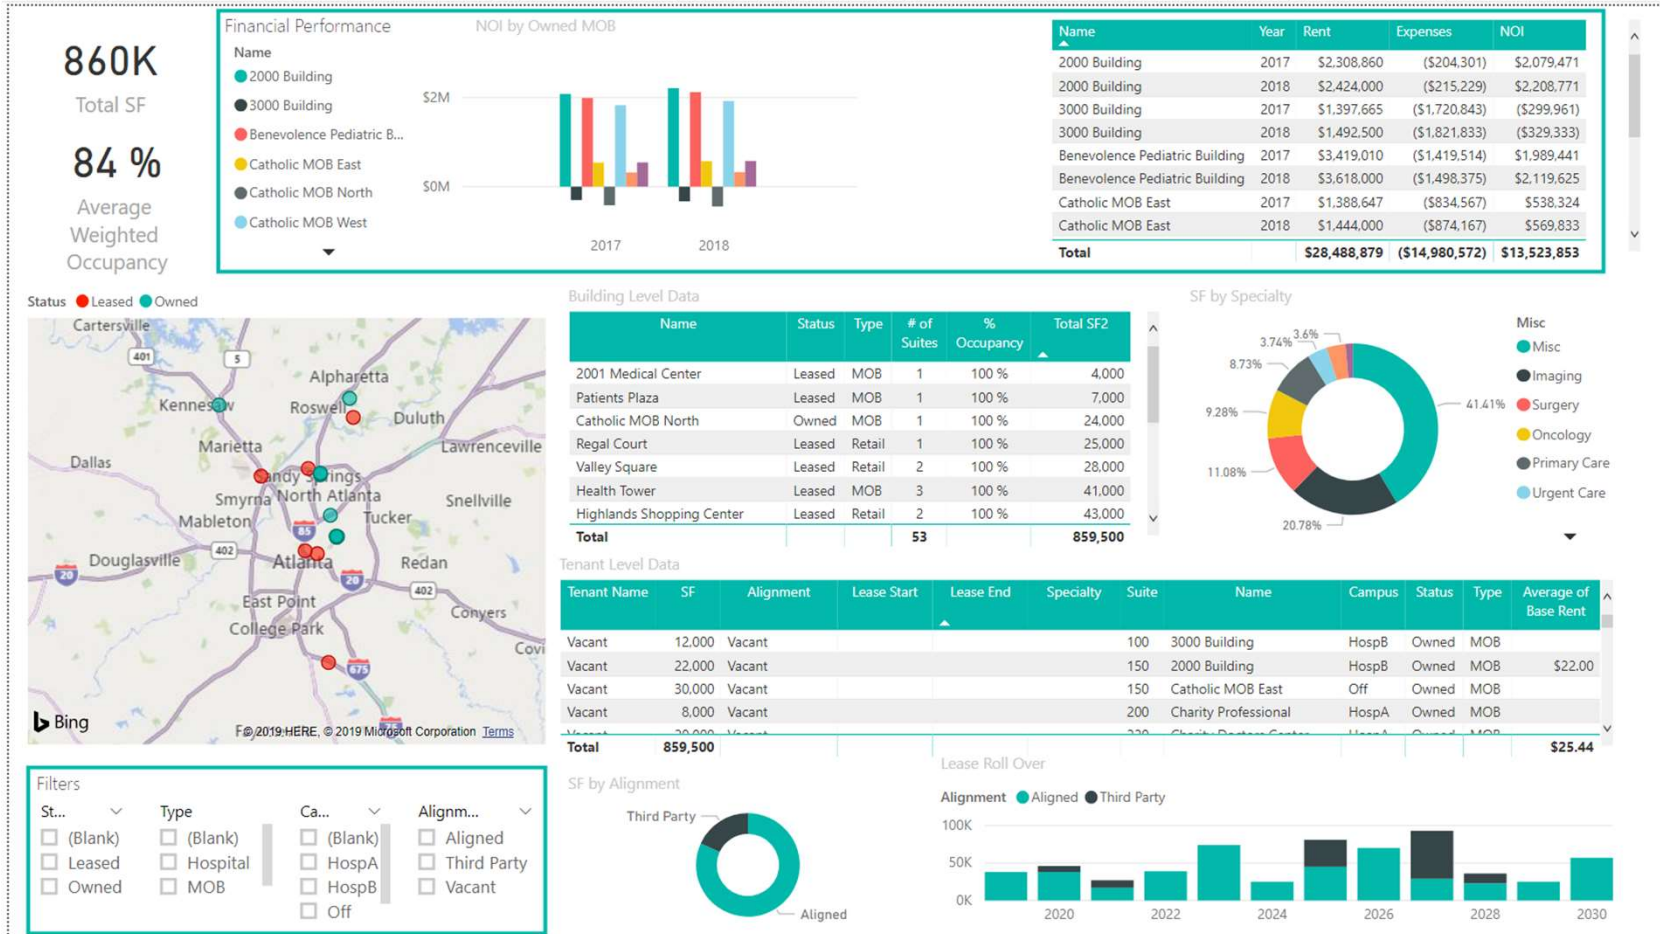 860K
Total SF
84 %
Average
Weighted
Occupancy
Financial Performance
Name
2000 Building
3000 Building
Benevolence Pediatric B...
Catholic MOB East
Catholic MOB North
Catholic MOB West
NOI by Owned MOB
$2M
$0M
2017 2018
Name Year Rent Expenses NOI
2000 Building 2017 $2,308,860 ($204,301) $2,079,471
2000 Building 2018 $2,424,000 ($215,229) $2,208,771
3000 Building 2017 $1,397,665 ($1,720,843) ($299,961)
3000 Building 2018 $1,492,500 ($1,821,833) ($329,333)
Benevolence Pediatric Building 2017 $3,419,010 ($1,419,514) $1,989,441
Benevolence Pediatric Building 2018 $3,618,000 ($1,498,375) $2,119,625
Catholic MOB East 2017 $1,388,647 ($834,567) $538,324
Catholic MOB East 2018 $1,444,000 ($874,167) $569,833
Total $28,488,879 ($14,980,572) $13,523,853
Status Leased Owned
Cartersville
401
5
Alpharetta
Kennesaw
Roswell
Duluth
Marietta
Lawrenceville
Dallas
Sandy Springs
Smyrna
North Atlanta
Snellville
Mableton
Tucker
85
Douglasville
402
Atlanta
Redan
20
20
402
East Point
Conyers
College Park
Covi
675
75
Bing
© 2019 HERE, © 2019 Microsoft Corporation Terms
Building Level Data
Name Status Type # of Suites % Occupancy Total SF2
2001 Medical Center Leased MOB 1 100 % 4,000
Patients Plaza Leased MOB 1 100 % 7,000
Catholic MOB North Owned MOB 1 100 % 24,000
Regal Court Leased Retail 1 100 % 25,000
Valley Square Leased Retail 2 100 % 28,000
Health Tower Leased MOB 3 100 % 41,000
Highlands Shopping Center Leased Retail 2 100 % 43,000
Total 53 859,500
SF by Specialty
3.6%
3.74%
8.73%
9.28%
11.08%
20.78%
41.41%
Misc
Misc
Imaging
Surgery
Oncology
Primary Care
Urgent Care
Tenant Level Data
Tenant Name SF Alignment Lease Start Lease End Specialty Suite Name Campus Status Type Average of Base Rent
Vacant 12,000 Vacant 100 3000 Building HospB Owned MOB
Vacant 22,000 Vacant 150 2000 Building HospB Owned MOB $22.00
Vacant 30,000 Vacant 150 Catholic MOB East Off Owned MOB
Vacant 8,000 Vacant 200 Charity Professional HospA Owned MOB
Total 859,500 $25.44
Filters
St... Type Ca... Alignm...
(Blank) (Blank) (Blank) Aligned
Leased Hospital HospA Third Party
Owned MOB HospB Vacant
Off
SF by Alignment
Third Party
Aligned
Lease Roll Over
Alignment Aligned Third Party
100K
50K
0K
2020 2022 2024 2026 2028 2030